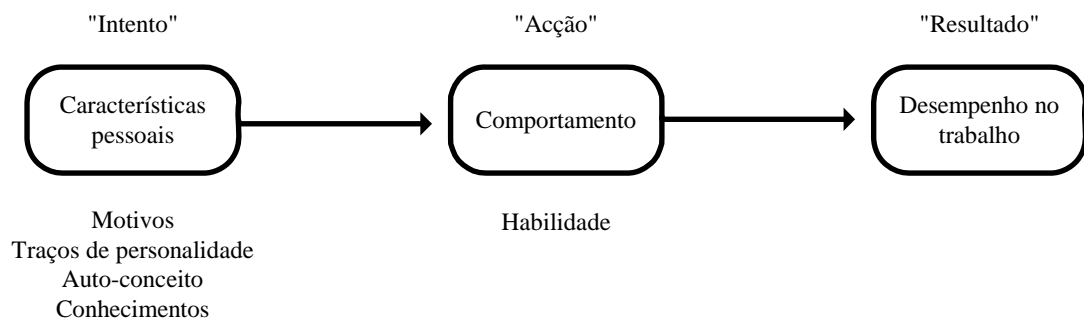 "Intento"
"Acção"
"Resultado"
Características
pessoais
Comportamento
Desempenho no
trabalho
Motivos
Traços de personalidade
Auto-conceito
Conhecimentos
Habilidade